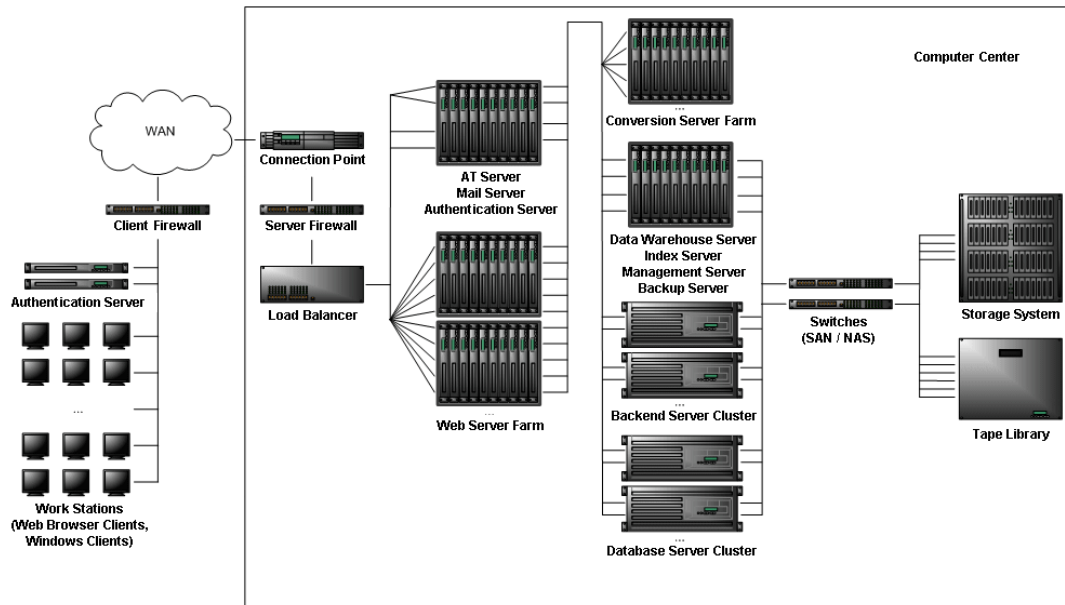 Computer Center
WAN
Connection Point
Client Firewall
Server Firewall
Authentication Server
Load Balancer
...
Work Stations
(Web Browser Clients,
Windows Clients)
AT Server
Mail Server
Authentication Server
...
Web Server Farm
...
Conversion Server Farm
Data Warehouse Server
Index Server
Management Server
Backup Server
...
Backend Server Cluster
...
Database Server Cluster
Switches
(SAN / NAS)
Storage System
Tape Library